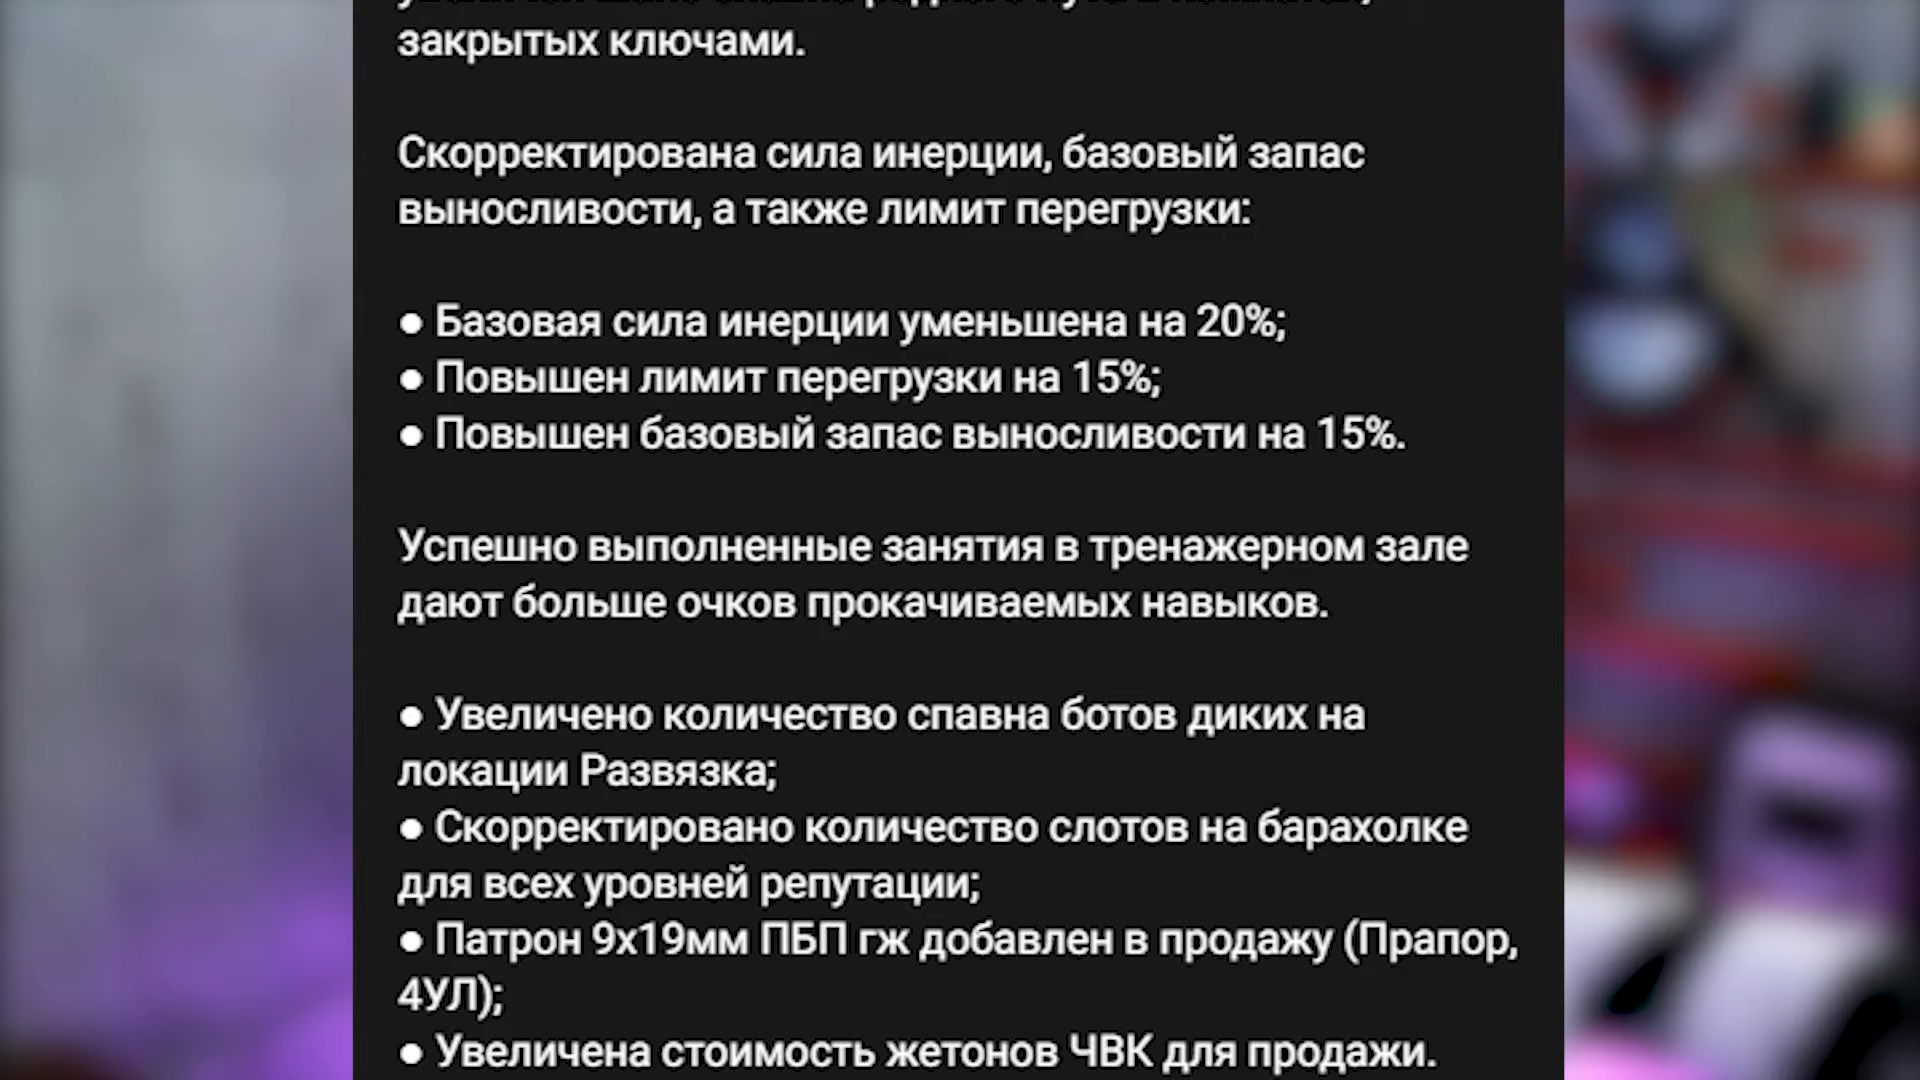 закрытых ключами.
Скорректирована сила инерции, базовый запас
выносливости, а также лимит перегрузки:
● Базовая сила инерции уменьшена на 20%;
● Повышен лимит перегрузки на 15%;
● Повышен базовый запас выносливости на 15%.
Успешно выполненные занятия в тренажерном зале
дают больше очков прокачиваемых навыков.
● Увеличено количество спавна ботов диких на
локации Развязка;
● Скорректировано количество слотов на барахолке
для всех уровней репутации;
● Патрон 9х19мм ПБП гж добавлен в продажу (Прапор,
4УЛ);
● Увеличена стоимость жетонов ЧВК для продажи.